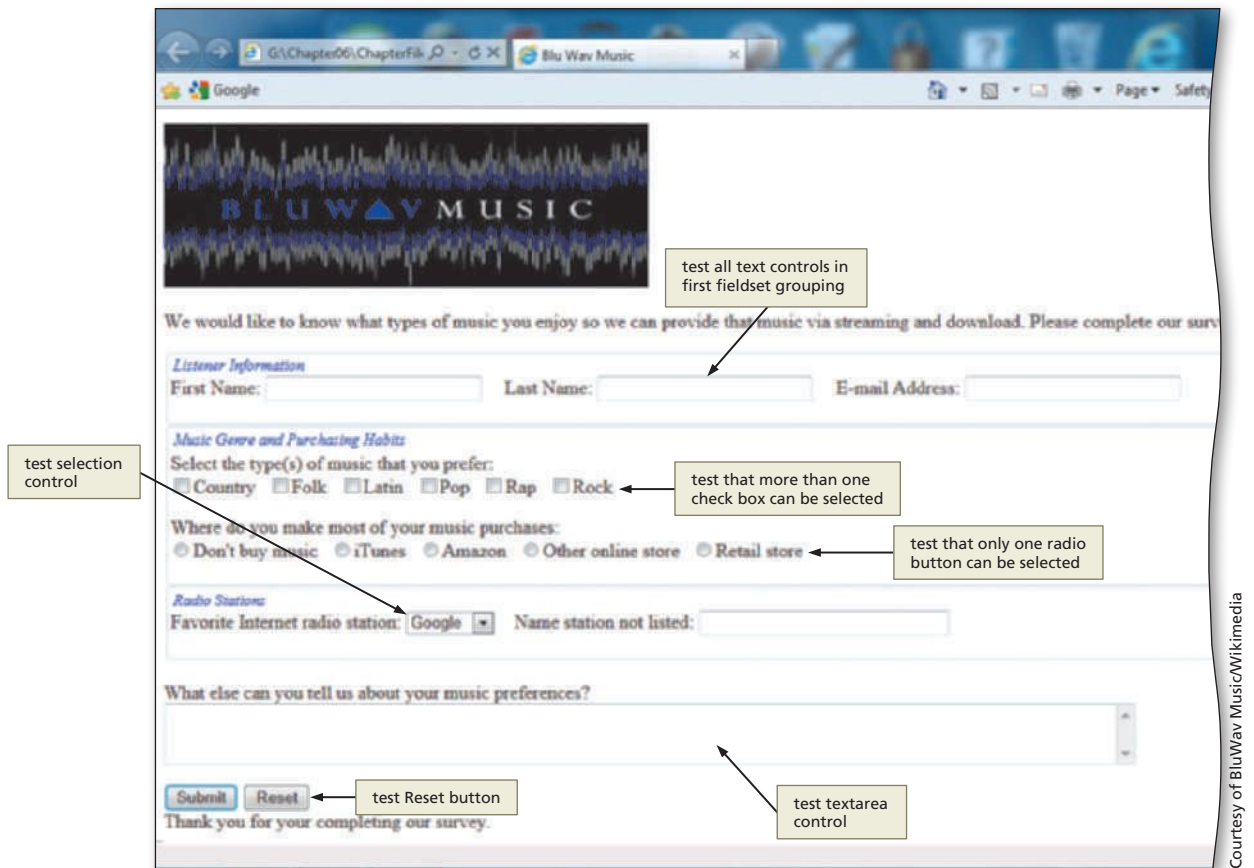 G:\Chapter06\ChapterFile
Blu Wav Music
Google
Page
Safety
BLUWAVMUSIC
test all text controls in
first fieldset grouping
We would like to know what types of music you enjoy so we can provide that music via streaming and download. Please complete our surv
Listener Information
First Name: Last Name: E-mail Address:
Music Genre and Purchasing Habits
test selection
control
Select the type(s) of music that you prefer:
Country Folk Latin Pop Rap Rock
test that more than one
check box can be selected
Where do you make most of your music purchases:
Don't buy music iTunes Amazon Other online store Retail store
test that only one radio
button can be selected
Radio Stations
Favorite Internet radio station: Google Name station not listed:
What else can you tell us about your music preferences?
Submit Reset
test Reset button
test textarea
control
Thank you for your completing our survey.
Courtesy of BluWav Music/Wikimedia